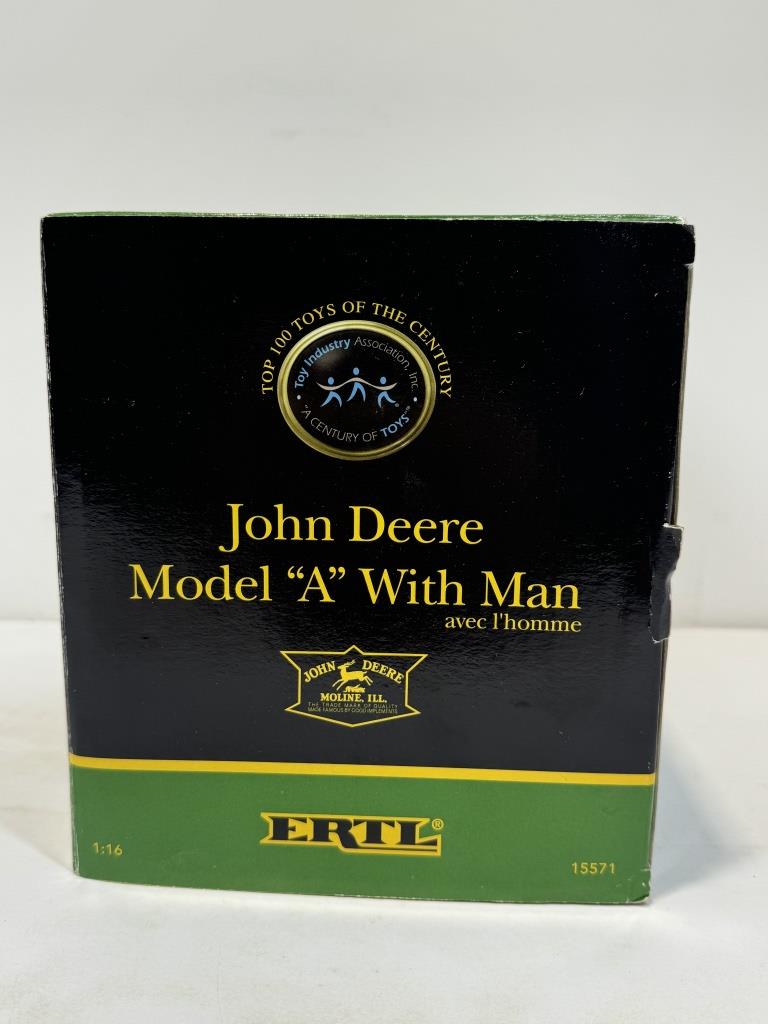 TOP 100 TOYS OF THE CENTURY
Toy Industry Association, Inc.
"A CENTURY OF TOYS"
John Deere
Model “A” With Man
avec l'homme
JOHN DEERE
MOLINE, ILL.
THE TRADE MARK OF QUALITY
MADE FAMOUS BY GOOD IMPLEMENTS
ERTL®
1:16
15571